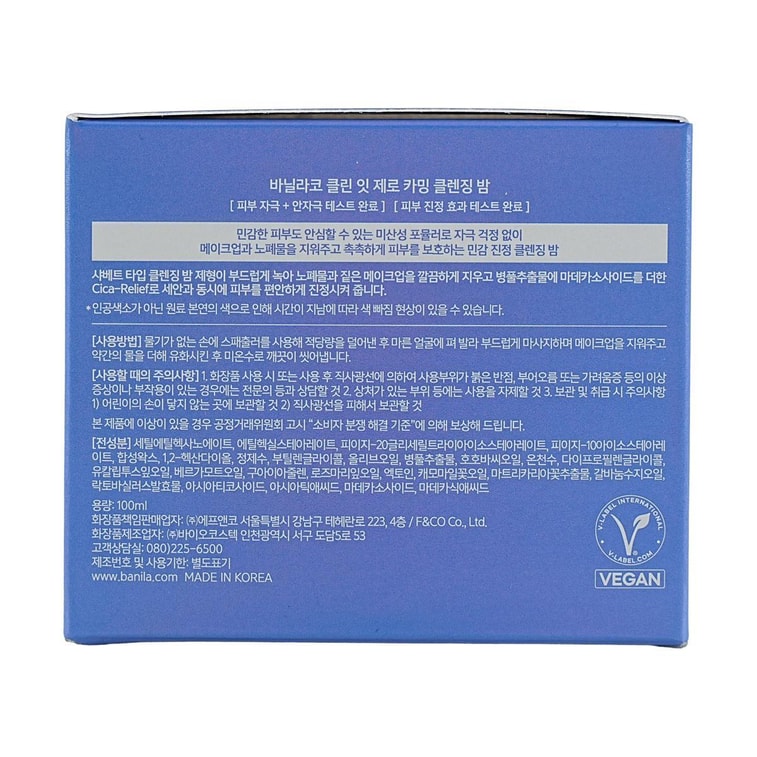 바닐라코 클린 잇 제로 카밍 클렌징 밤
[ 피부 자극 + 안자극 테스트 완료 ] [ 피부 진정 효과 테스트 완료 ]
민감한 피부도 안심할 수 있는 미산성 포뮬러로 자극 걱정 없이
메이크업과 노폐물을 지워주고 촉촉하게 피부를 보호하는 민감 진정 클렌징 밤
샤베트 타입 클렌징 밤 제형이 부드럽게 녹아 노폐물과 짙은 메이크업을 깔끔하게 지우고 병풀추출물에 마데카소사이드를 더한
Cica-Relief로 세안과 동시에 피부를 편안하게 진정시켜 줍니다.
*인공색소가 아닌 원료 본연의 색으로 인해 시간이 지남에 따라 색 빠짐 현상이 있을 수 있습니다.
[사용방법] 물기가 없는 손에 스패출러를 사용해 적당량을 덜어낸 후 마른 얼굴에 펴 발라 부드럽게 마사지하며 메이크업을 지워주고
약간의 물을 더해 유화시킨 후 미온수로 깨끗이 씻어냅니다.
[사용할 때의 주의사항] 1. 화장품 사용 시 또는 사용 후 직사광선에 의하여 사용부위가 붉은 반점, 부어오름 또는 가려움증 등의 이상
증상이나 부작용이 있는 경우에는 전문의 등과 상담할 것 2. 상처가 있는 부위 등에는 사용을 자제할 것 3. 보관 및 취급 시 주의사항
1) 어린이의 손이 닿지 않는 곳에 보관할 것 2) 직사광선을 피해서 보관할 것
본 제품에 이상이 있을 경우 공정거래위원회 고시 "소비자 분쟁 해결 기준"에 의해 보상해 드립니다.
[전성분] 세틸에틸헥사노에이트, 에틸헥실스테아레이트, 피이지-20글리세릴트라이아이소스테아레이트, 피이지-10아이소스테아레
이트, 합성왁스, 1,2-헥산다이올, 정제수, 부틸렌글라이콜, 올리브오일, 병풀추출물, 호호바씨오일, 온천수, 다이프로필렌글라이콜,
유칼립투스잎오일, 베르가모트오일, 구아이아줄렌, 로즈마리잎오일, 엑토인, 캐모마일꽃오일, 마트리카리아꽃추출물, 갈바눔수지오일,
락토바실러스발효물, 아시아티코사이드, 아시아틱애씨드, 마데카소사이드, 마데카식애씨드
[용량] 100ml
화장품책임판매업자: ㈜에프앤코 서울특별시 강남구 테헤란로 223, 4층 / F&CO Co., Ltd.
화장품제조업자: ㈜바이오코스텍 인천광역시 서구 도담5로 53
고객상담실: 080)225-6500
제조번호 및 사용기한: 별도표기
www.banila.com MADE IN KOREA
V-LABEL INTERNATIONAL
V-LABEL.COM
VEGAN